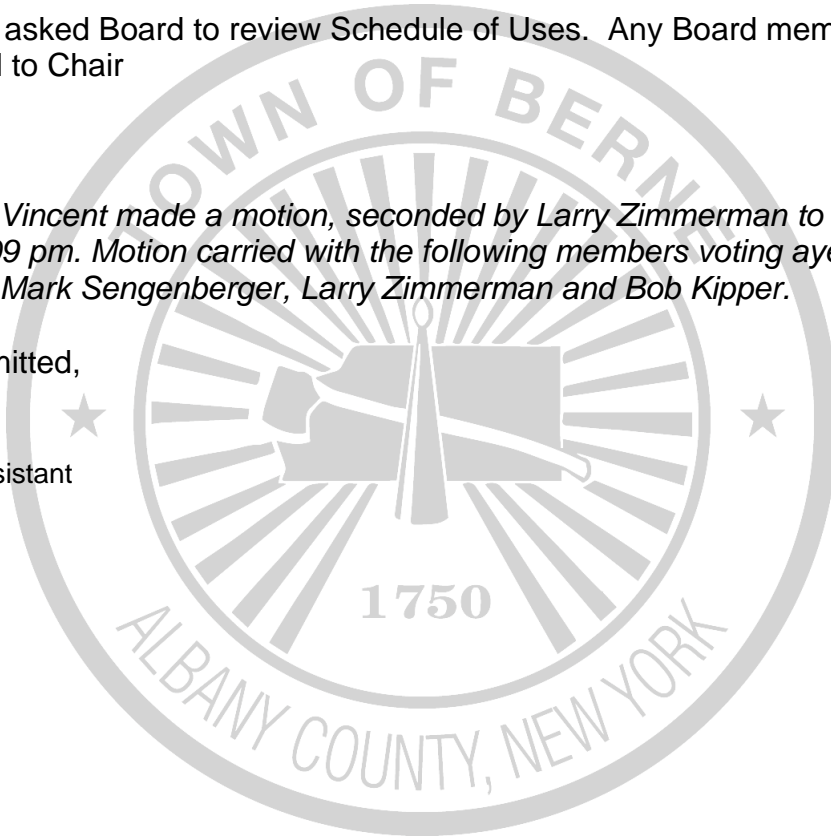 asked Board to review Schedule of Uses.  Any Board mem
to Chair
Vincent made a motion, seconded by Larry Zimmerman to
09 pm. Motion carried with the following members voting aye
Mark Sengenberger, Larry Zimmerman and Bob Kipper.
mitted,
sistant
TOWN OF BERNE
1750
ALBANY COUNTY, NEW YORK